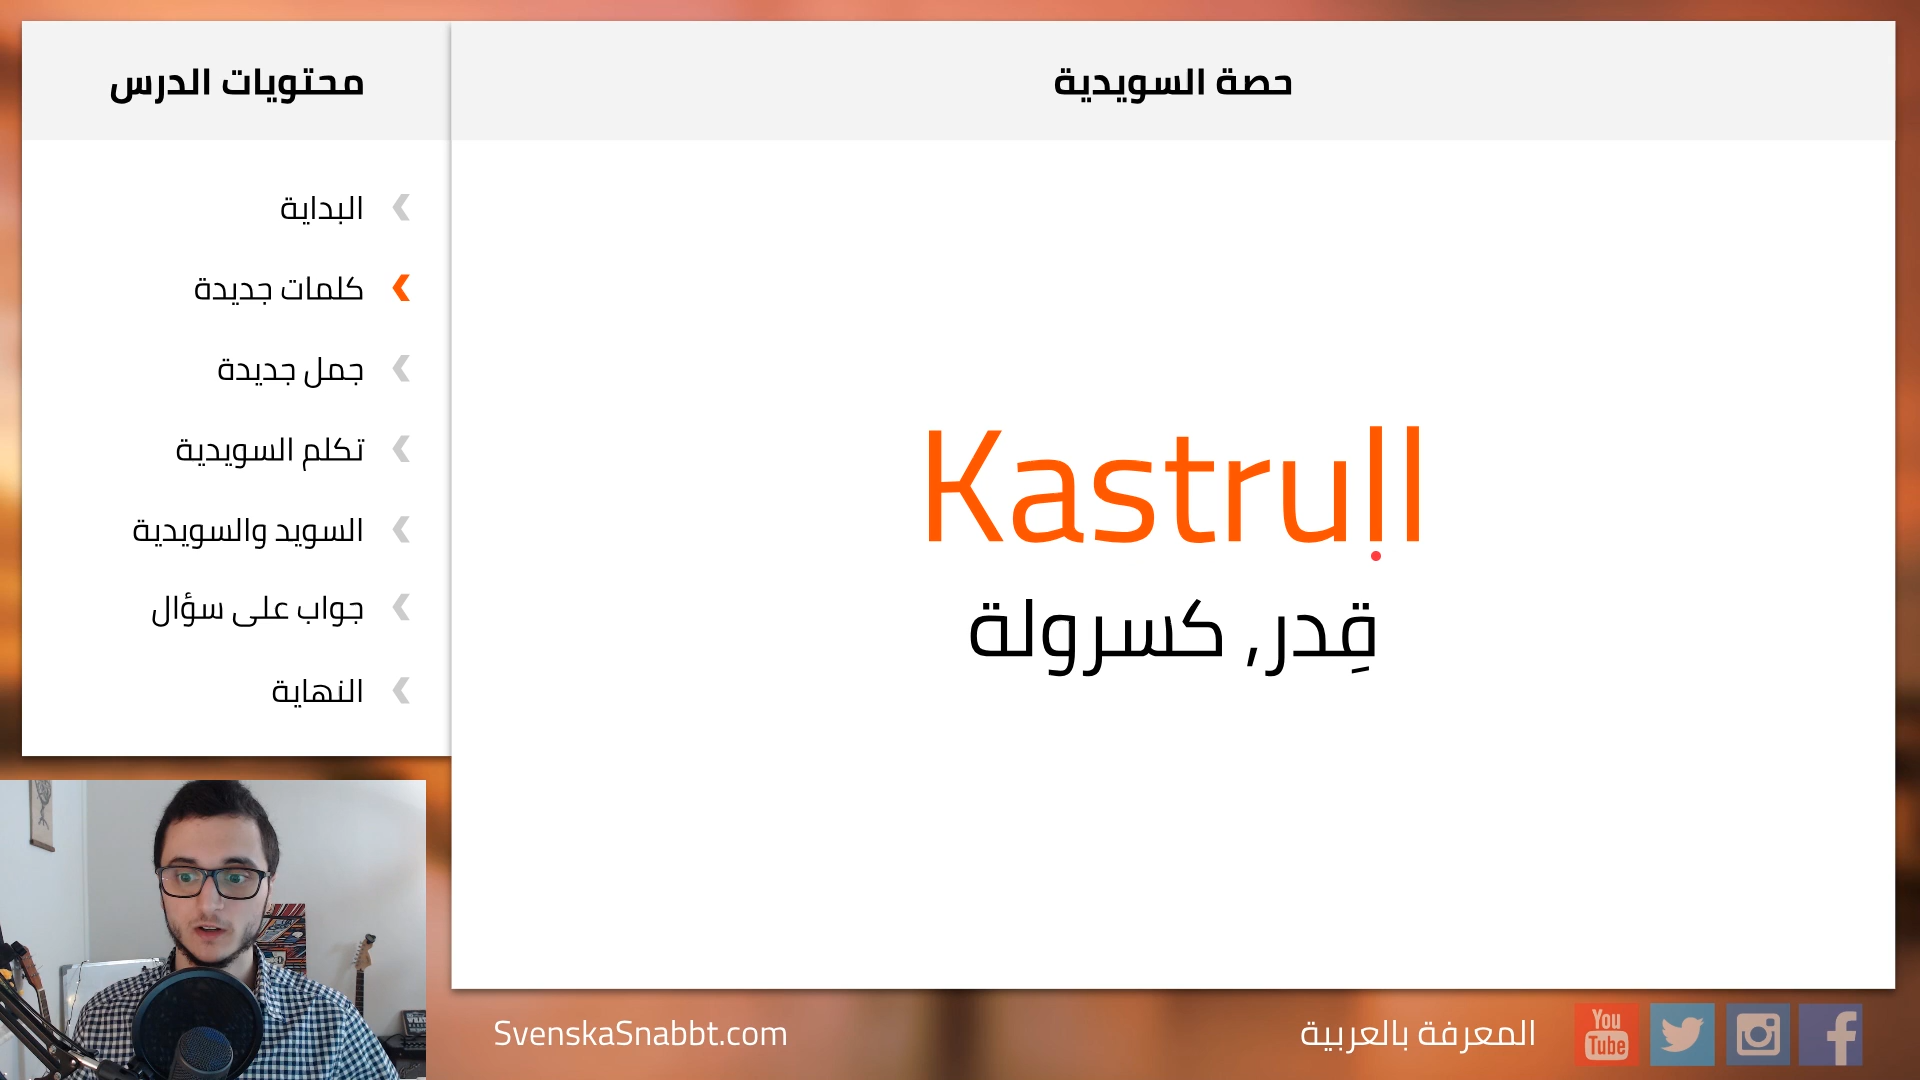 محتويات الدرس
البداية
كلمات جديدة
جمل جديدة
تكلم السويدية
السويد والسويدية
جواب على سؤال
النهاية
حصة السويدية
Kastrull
قِدر, كسرولة
SvenskaSnabbt.com
المعرفة بالعربية
You
Tube